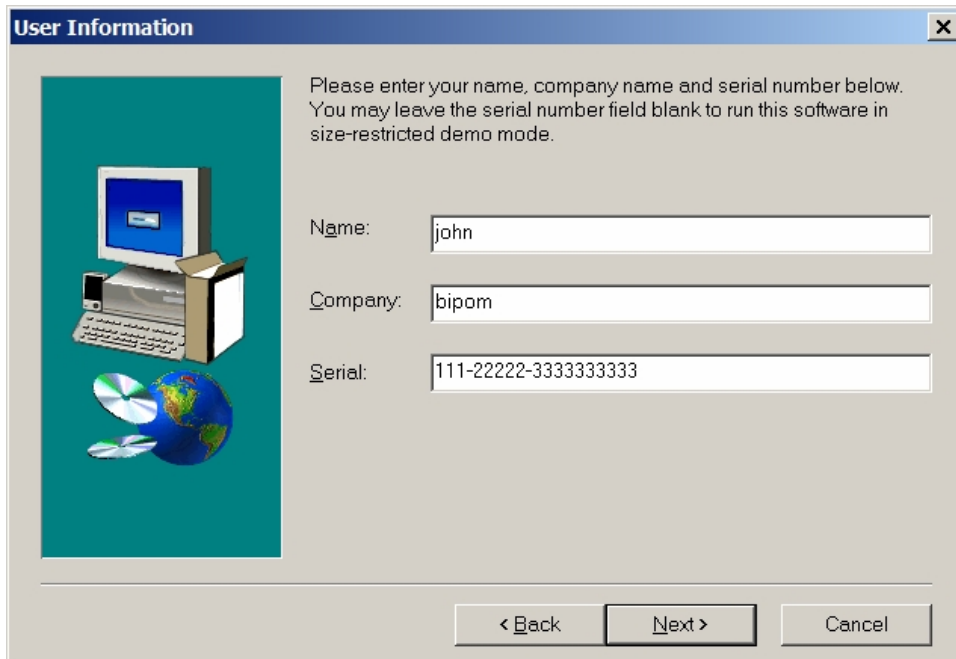 User Information
Please enter your name, company name and serial number below.
You may leave the serial number field blank to run this software in
size-restricted demo mode.
Name: john
Company: bipom
Serial: 111-22222-3333333333
< Back Next > Cancel